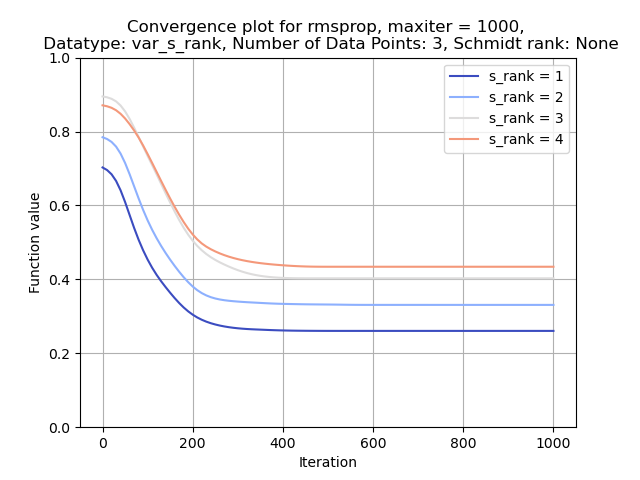 Convergence plot for rmsprop, maxiter = 1000,
Datatype: var_s_rank, Number of Data Points: 3, Schmidt rank: None
1.0
0.8
0.6
0.4
0.2
0.0
Function value
s_rank = 1
s_rank = 2
s_rank = 3
s_rank = 4
0 200 400 600 800 1000
Iteration